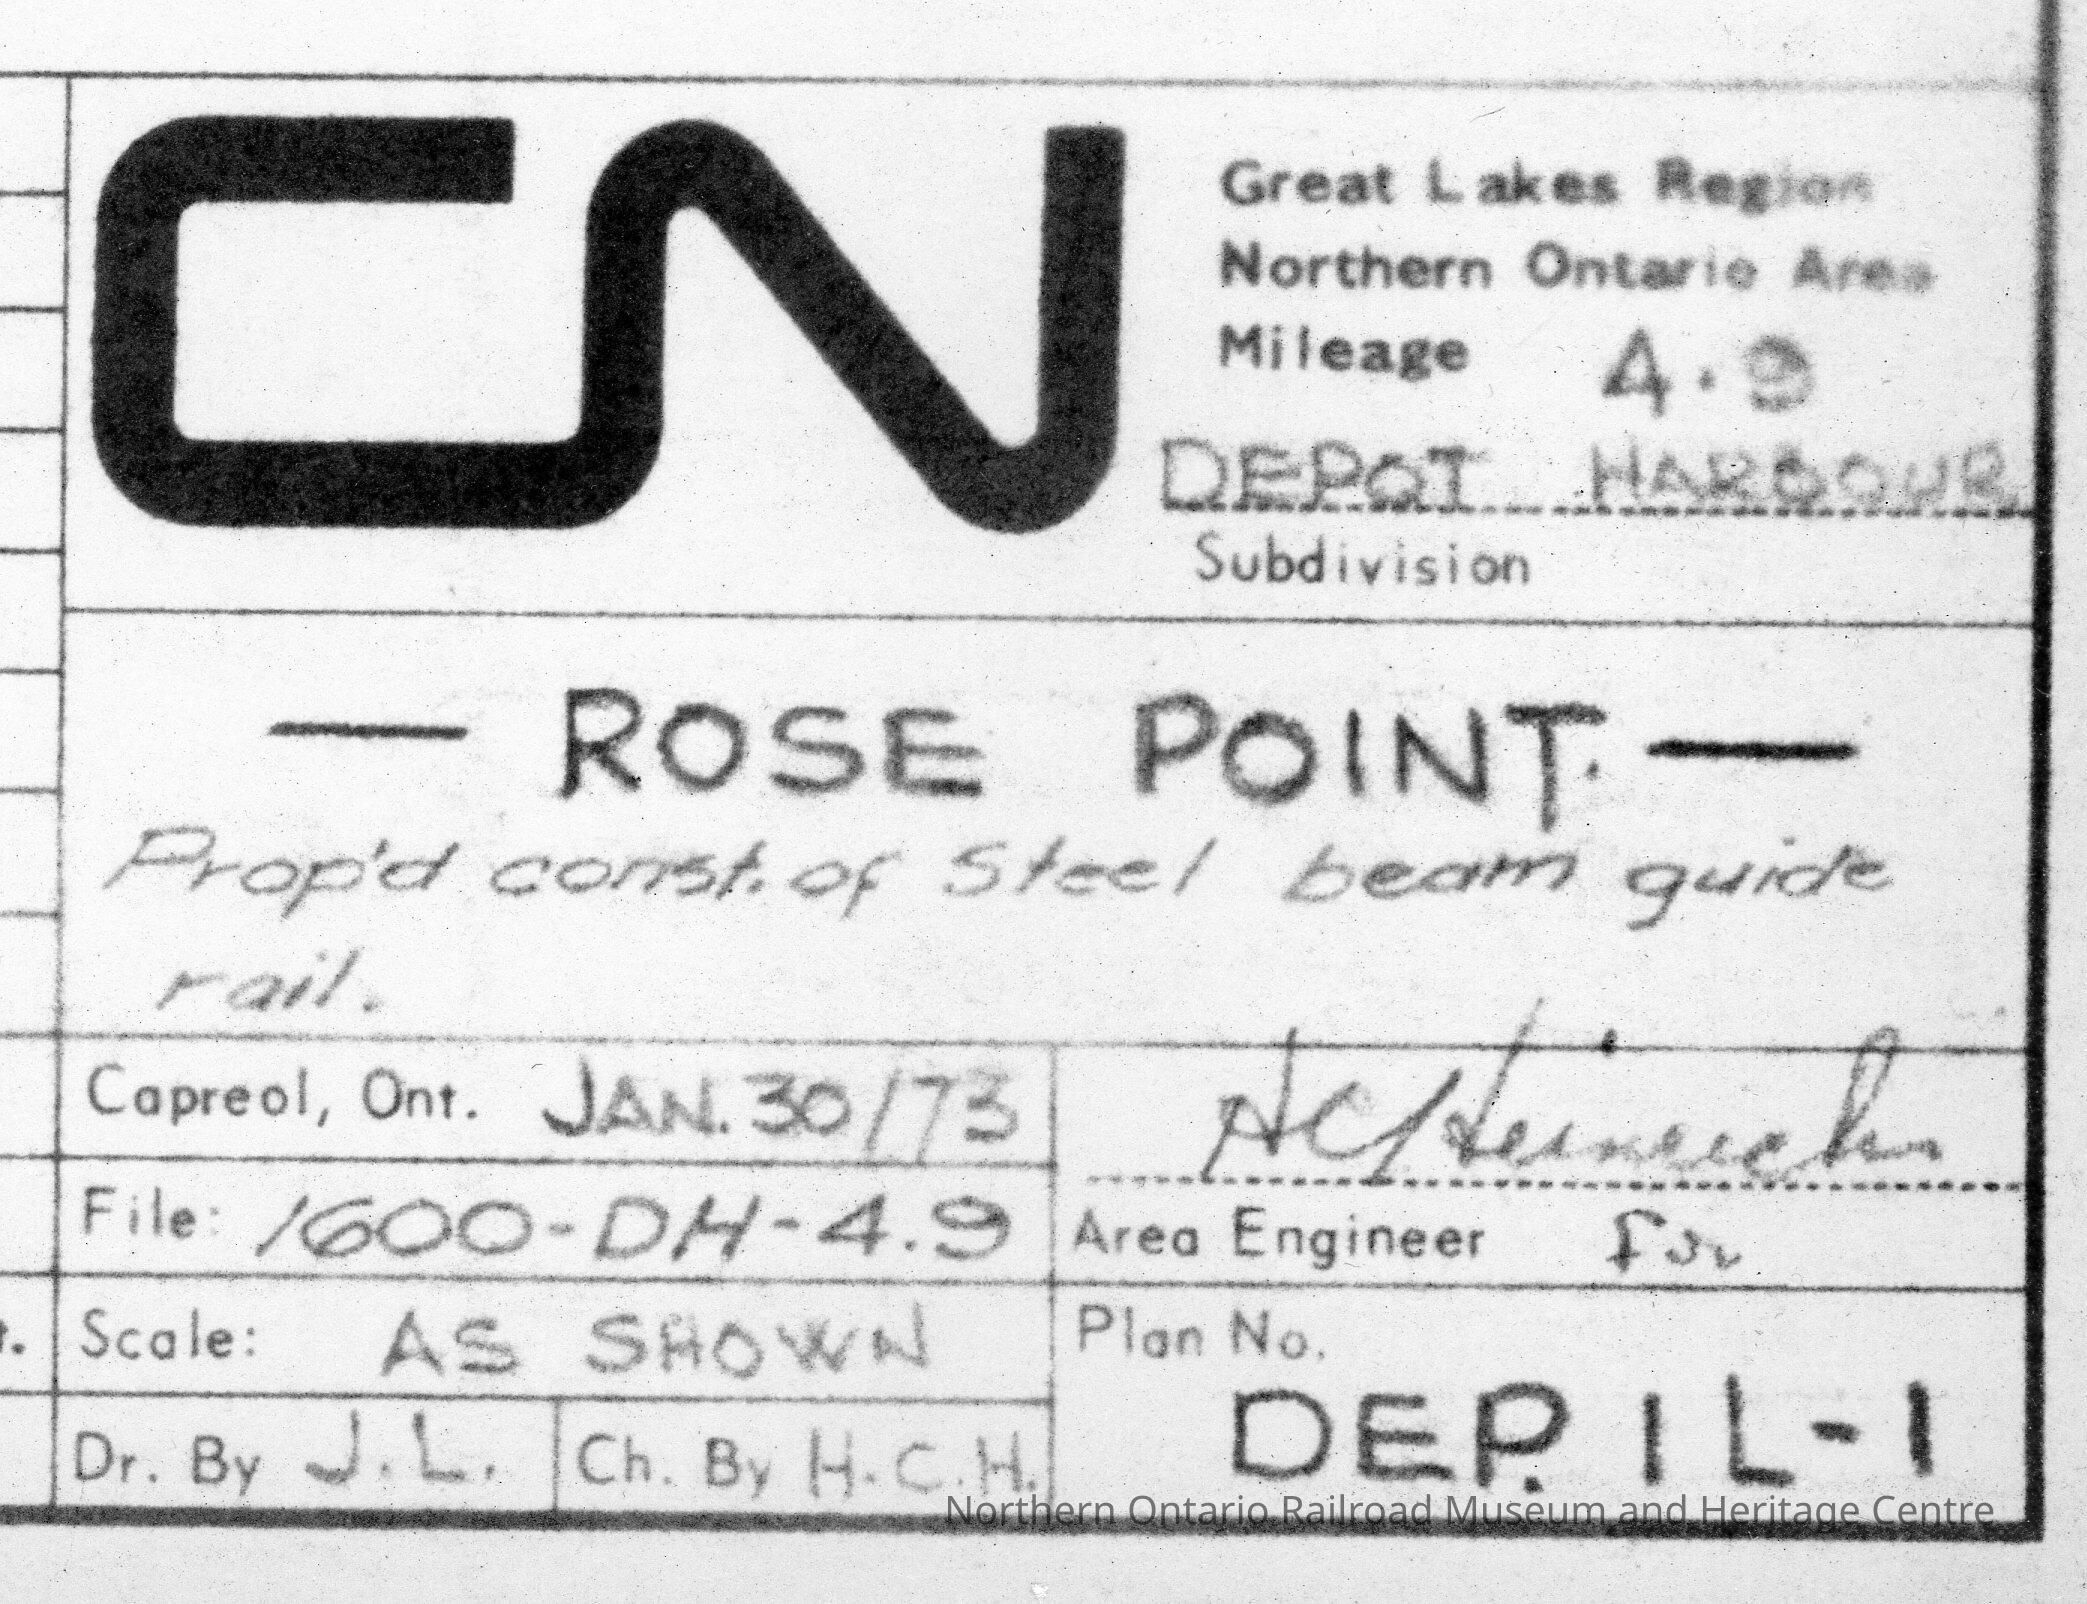 CN
Great Lakes Region
Northern Ontario Area
Mileage 4.9
DEPOT HARBOUR
Subdivision
— ROSE POINT. —
Prop'd const. of Steel beam guide
rail.
Capreol, Ont. JAN. 30/73
File: 1600-DH-4.9
Area Engineer for
Scale: AS SHOWN
Plan No.
DEP. 1L-1
Dr. By J.L. Ch. By H.C.H.
Northern Ontario Railroad Museum and Heritage Centre